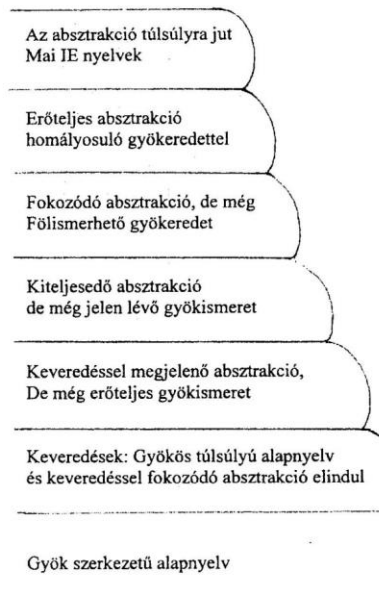 Az absztrakció túlsúlyra jut
Mai IE nyelvek
Erőteljes absztrakció
homályosuló gyökeredettel
Fokozódó absztrakció, de még
Fölismerhető gyökeredet
Kiteljesedő absztrakció
de még jelen lévő gyökismeret
Keveredéssel megjelenő absztrakció,
De még erőteljes gyökismeret
Keveredések: Gyökös túlsúlyú alapnyelv
és keveredéssel fokozódó absztrakció elindul
Gyök szerkezetű alapnyelv